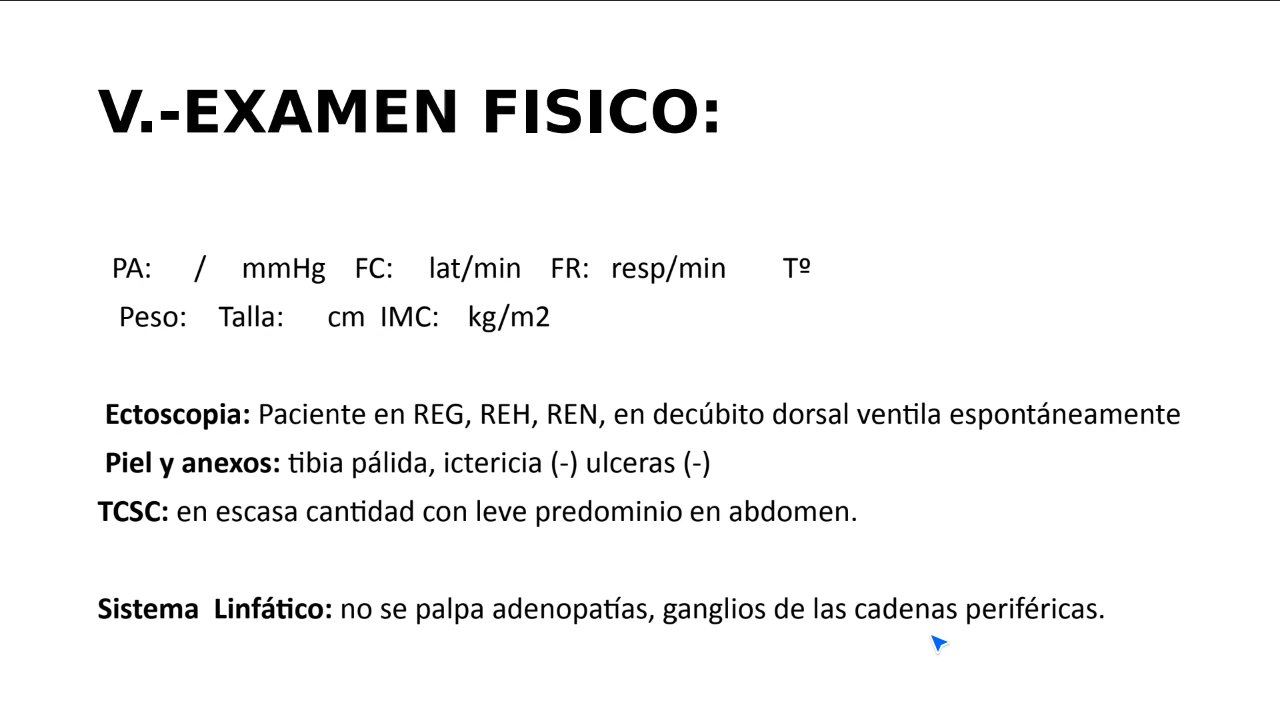 V.-EXAMEN FISICO:
PA: / mmHg FC: lat/min FR: resp/min Tº
Peso: Talla: cm IMC: kg/m2
Ectoscopia: Paciente en REG, REH, REN, en decúbito dorsal ventila espontáneamente
Piel y anexos: tibia pálida, ictericia (-) ulceras (-)
TCSC: en escasa cantidad con leve predominio en abdomen.
Sistema Linfático: no se palpa adenopatías, ganglios de las cadenas periféricas.